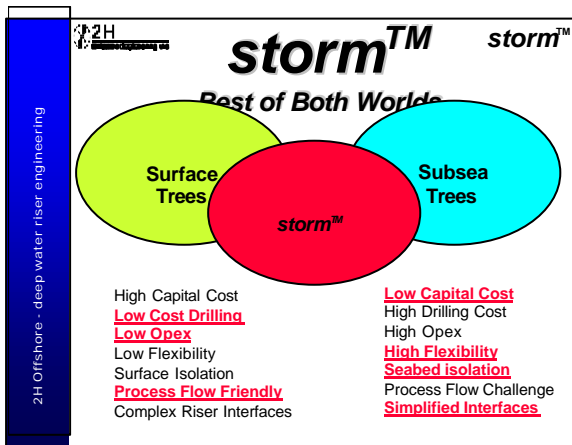 2H
storm™
storm™
Best of Both Worlds
Surface
Trees
Subsea
Trees
storm™
High Capital Cost
Low Cost Drilling
Low Opex
Low Flexibility
Surface Isolation
Process Flow Friendly
Complex Riser Interfaces
Low Capital Cost
High Drilling Cost
High Opex
High Flexibility
Seabed isolation
Process Flow Challenge
Simplified Interfaces
2H Offshore - deep water riser engineering